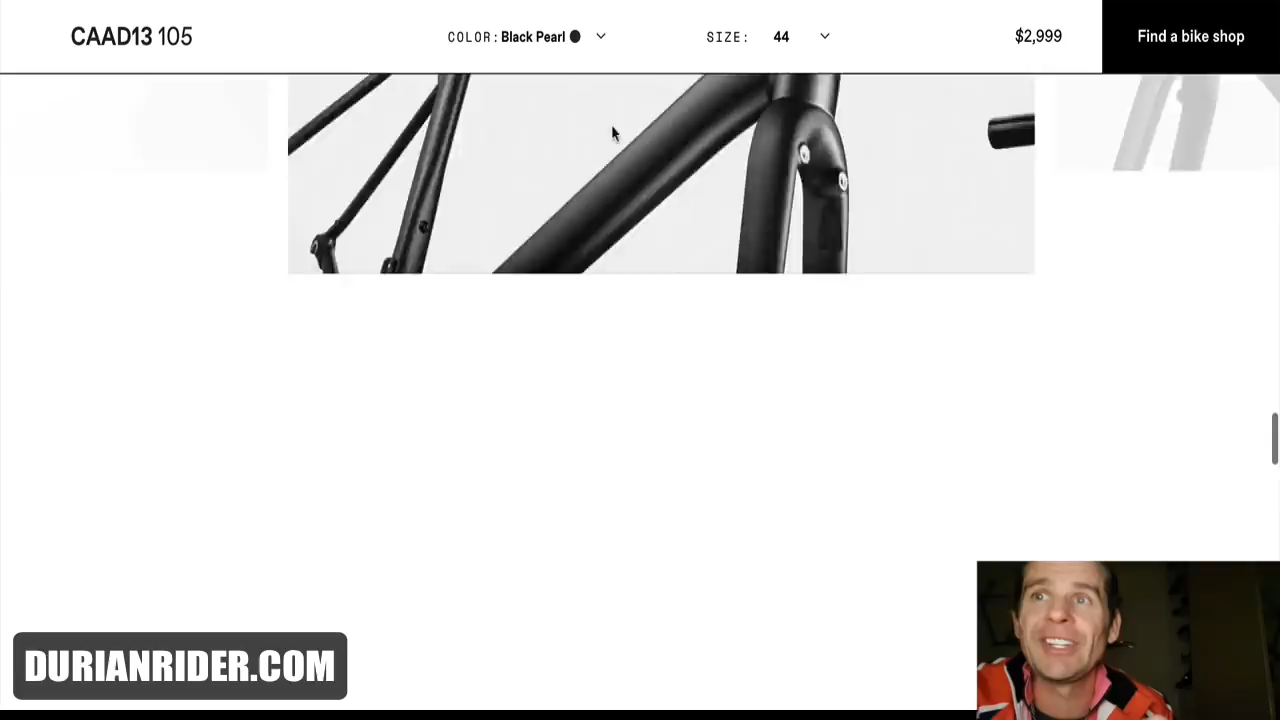 CAAD13 105
COLOR: Black Pearl
SIZE: 44
$2,999
Find a bike shop
DURIANRIDER.COM